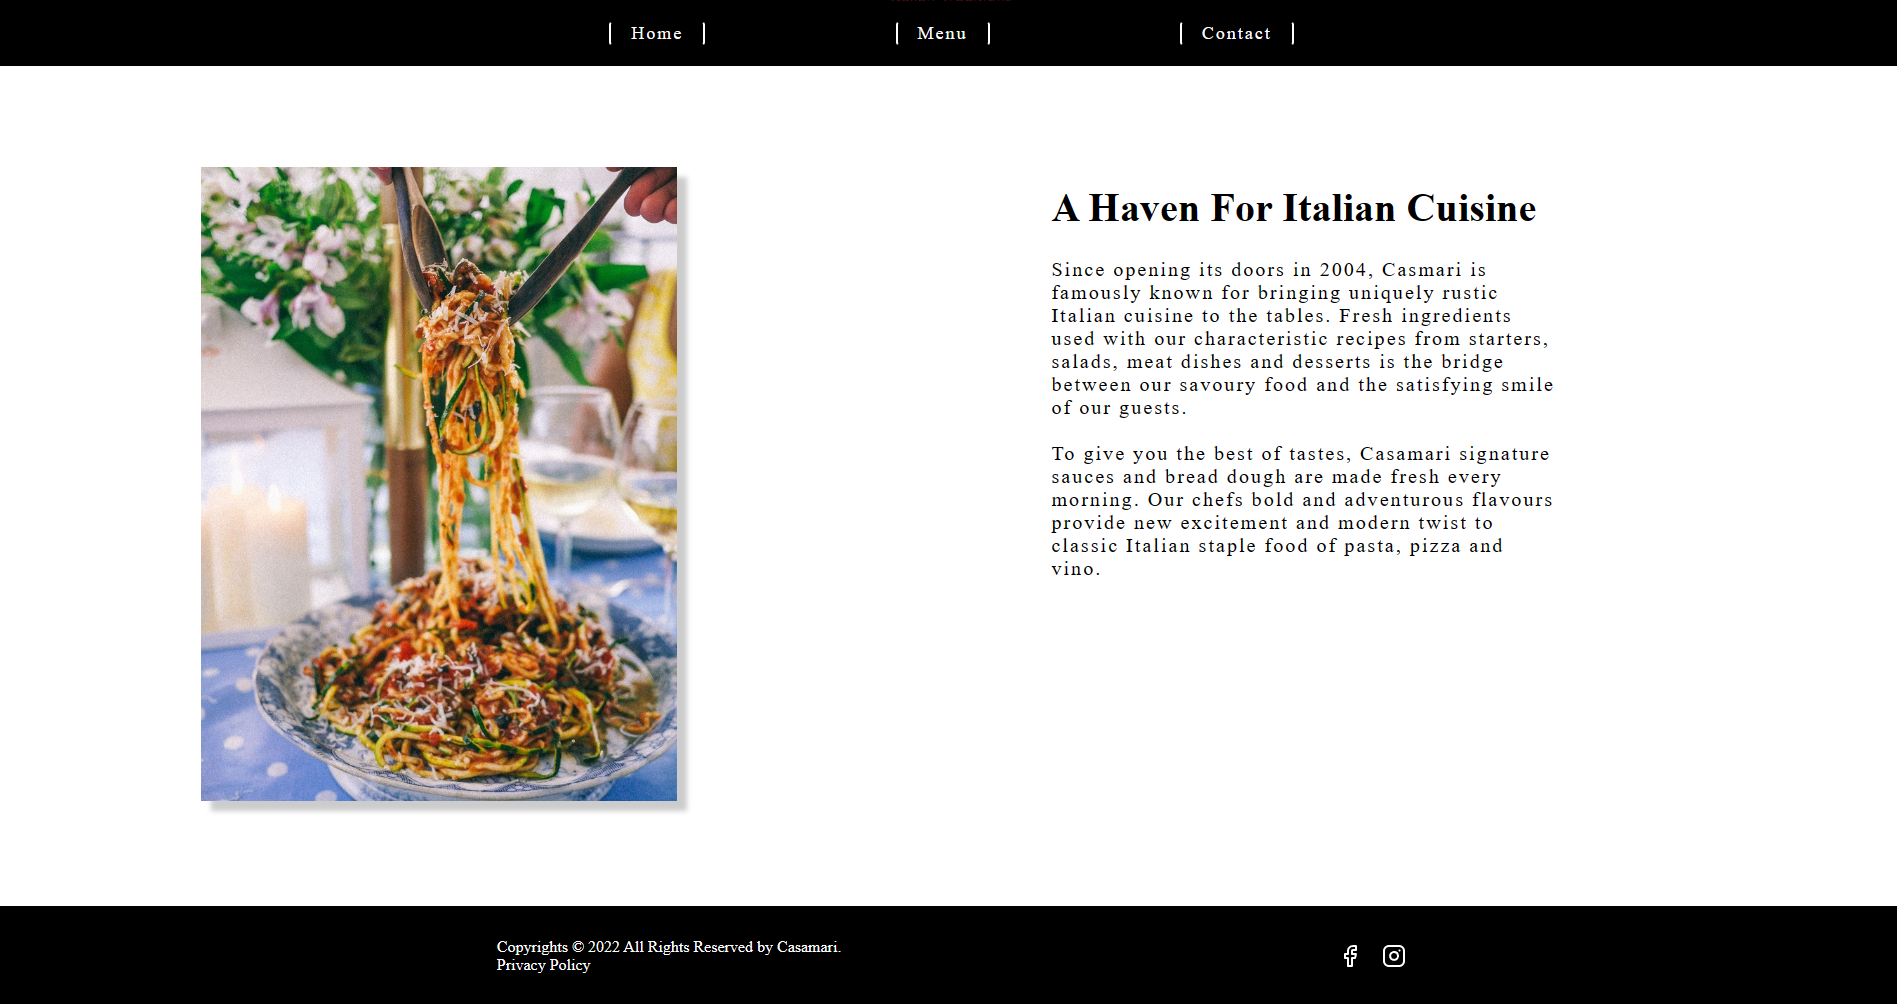 Home
Menu
Contact
A Haven For Italian Cuisine
Since opening its doors in 2004, Casmari is
famously known for bringing uniquely rustic
Italian cuisine to the tables. Fresh ingredients
used with our characteristic recipes from starters,
salads, meat dishes and desserts is the bridge
between our savoury food and the satisfying smile
of our guests.
To give you the best of tastes, Casamari signature
sauces and bread dough are made fresh every
morning. Our chefs bold and adventurous flavours
provide new excitement and modern twist to
classic Italian staple food of pasta, pizza and
vino.
Copyrights © 2022 All Rights Reserved by Casamari.
Privacy Policy